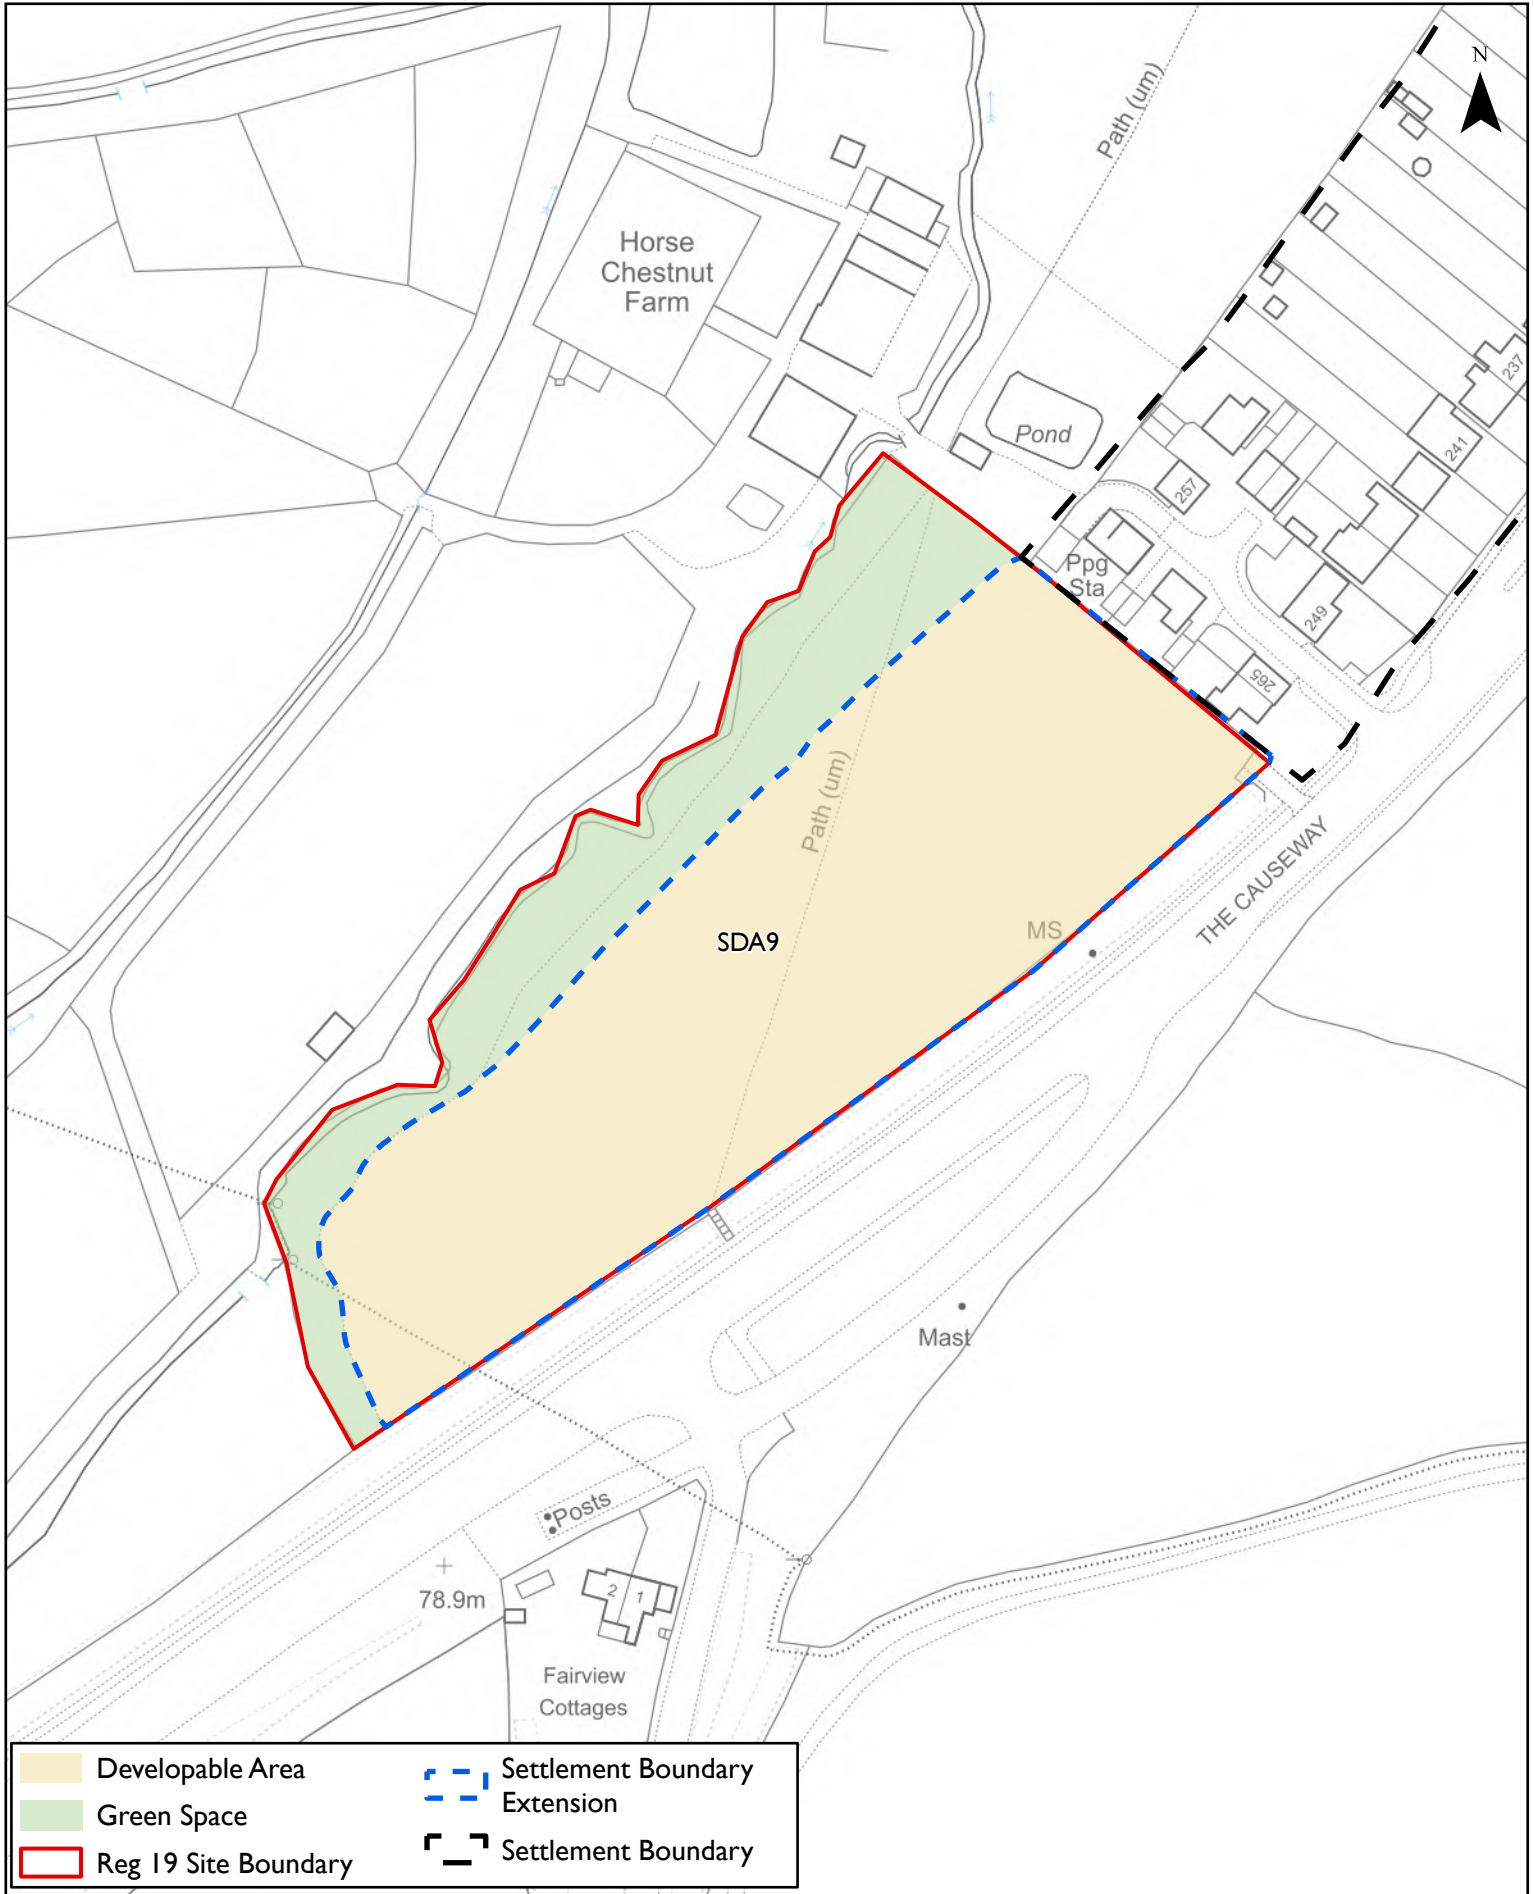 N
Path (um)
Horse
Chestnut
Farm
237
Pond
241
257
Ppg
Sta
249
265
Path (um)
THE CAUSEWAY
MS
SDA9
Mast
Posts
78.9m
2
1
Fairview
Cottages
Developable Area
Green Space
Reg 19 Site Boundary
Settlement Boundary
Extension
Settlement Boundary